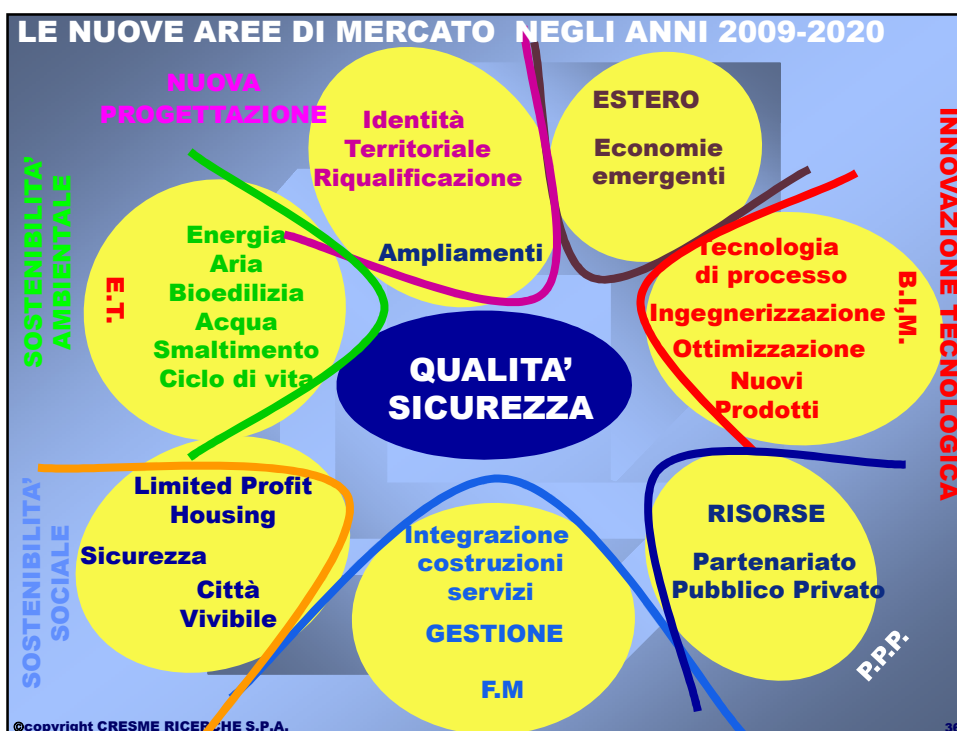 LE NUOVE AREE DI MERCATO NEGLI ANNI 2009-2020
NUOVA
PROGETTAZIONE
Identità
Territoriale
Riqualificazione
Ampliamenti
ESTERO
Economie
emergenti
SOSTENIBILITA'
AMBIENTALE
E.T.
Energia
Aria
Bioedilizia
Acqua
Smaltimento
Ciclo di vita
QUALITA'
SICUREZZA
Tecnologia
di processo
Ingegnerizzazione
Ottimizzazione
Nuovi
Prodotti
B.I,M.
INNOVAZIONE TECNOLOGICA
SOSTENIBILITA'
SOCIALE
Limited Profit
Housing
Sicurezza
Città
Vivibile
Integrazione
costruzioni
servizi
GESTIONE
F.M
RISORSE
Partenariato
Pubblico Privato
P.P.P.
©copyright CRESME RICERCHE S.P.A.
36